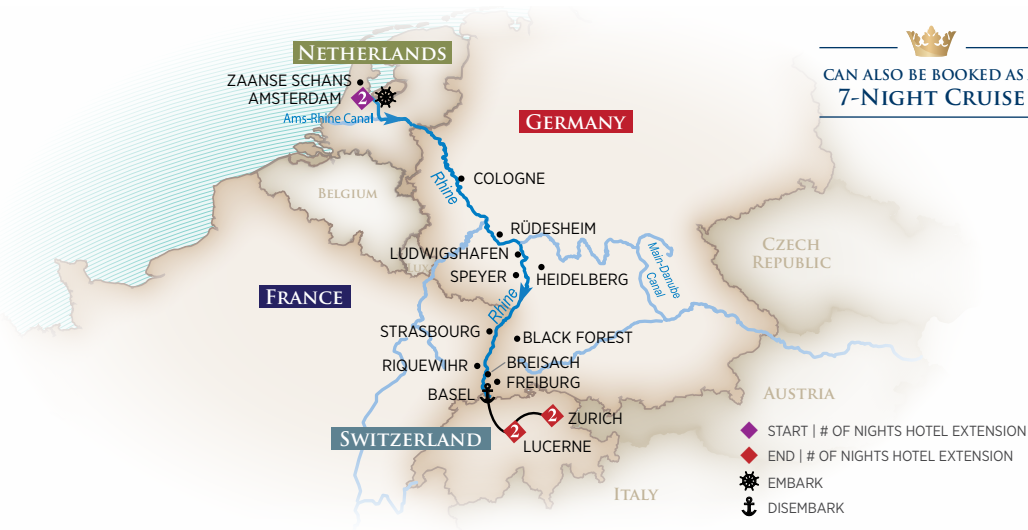 NETHERLANDS
ZAANSE SCHANS
AMSTERDAM
2
Ams-Rhine Canal
CAN ALSO BE BOOKED AS
7-NIGHT CRUISE
GERMANY
BELGIUM
Rhine
COLOGNE
RÜDESHEIM
LUDWIGSHAFEN
LUX
SPEYER
HEIDELBERG
Main-Danube
Canal
CZECH
REPUBLIC
FRANCE
Rhine
STRASBOURG
BLACK FOREST
RIQUEWIHR
BREISACH
FREIBURG
BASEL
AUSTRIA
2
ZURICH
2
LUCERNE
SWITZERLAND
ITALY
START | # OF NIGHTS HOTEL EXTENSION
END | # OF NIGHTS HOTEL EXTENSION
EMBARK
DISEMBARK